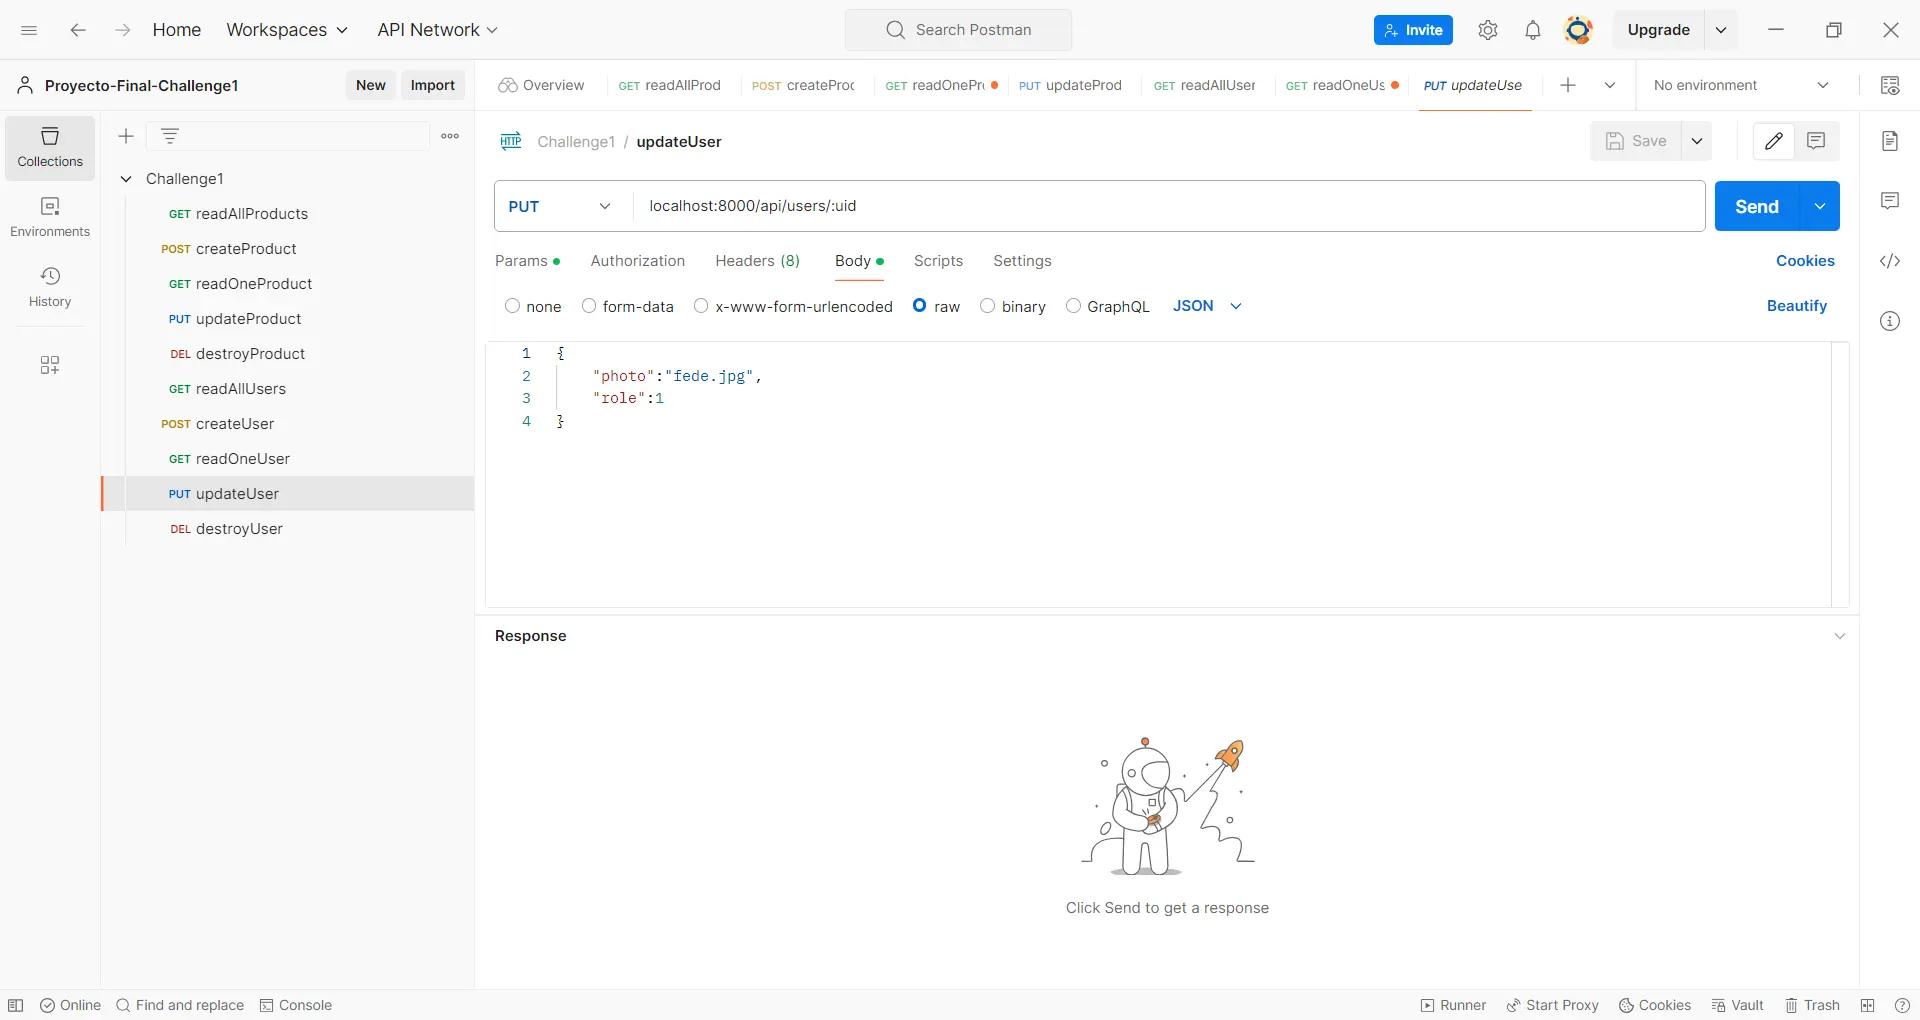 Home Workspaces API Network Search Postman Invite Upgrade
Proyecto-Final-Challenge1 New Import
Overview GET readAllProd POST createProc GET readOnePr PUT updateProd GET readAllUser GET readOneUs PUT updateUse No environment
Collections
Environments
History
Challenge1
GET readAllProducts
POST createProduct
GET readOneProduct
PUT updateProduct
DEL destroyProduct
GET readAllUsers
POST createUser
GET readOneUser
PUT updateUser
DEL destroyUser
HTTP Challenge1 / updateUser Save
PUT localhost:8000/api/users/:uid Send
Params Authorization Headers (8) Body Scripts Settings Cookies
none form-data x-www-form-urlencoded raw binary GraphQL JSON Beautify
1 {
2 "photo":"fede.jpg",
3 "role":1
4 }
Response
Click Send to get a response
Online Find and replace Console Runner Start Proxy Cookies Vault Trash